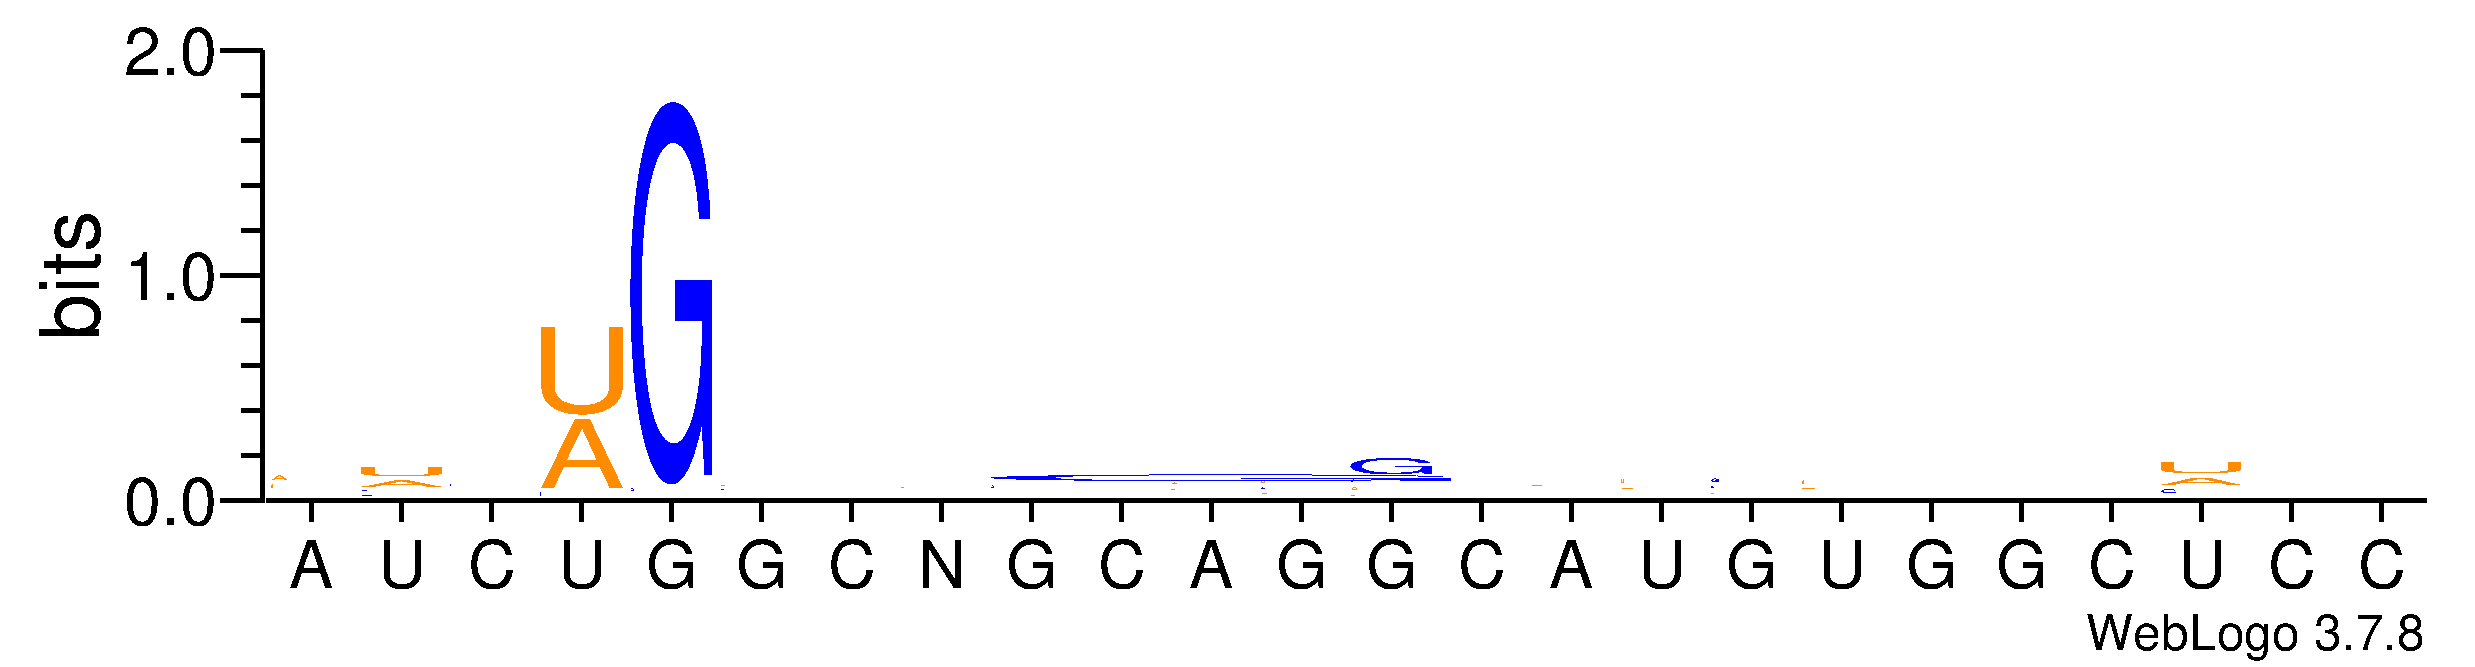 2.0
bits
1.0
0.0
U
A
G
G
U
A U C U G G C N G C A G G C A U G U G G C U C C
WebLogo 3.7.8